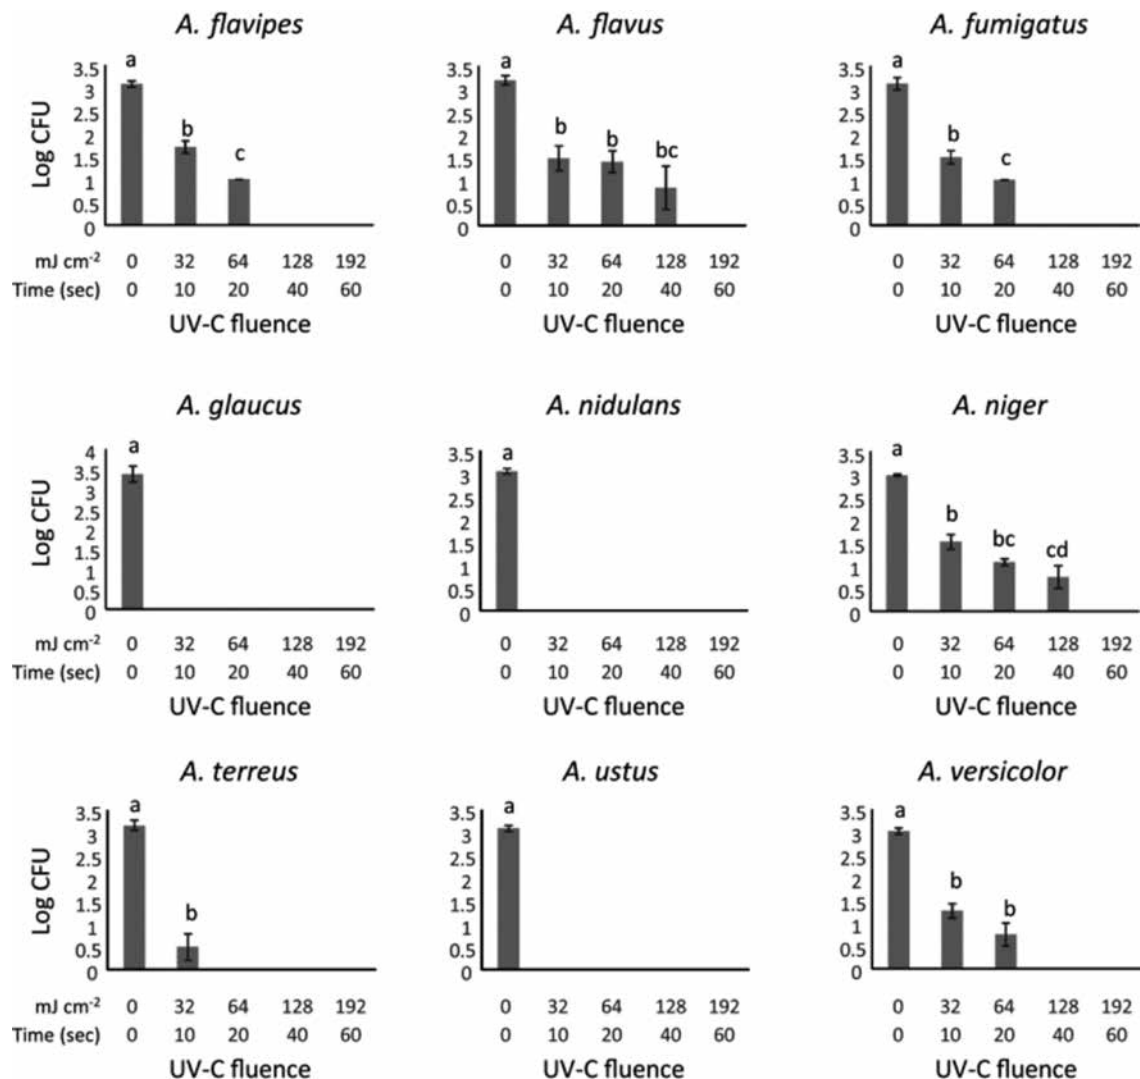 A. flavipes
a
3.5
3
2.5
2
1.5
1
0.5
0
Log CFU
b
c
mJ cm-2 0 32 64 128 192
Time (sec) 0 10 20 40 60
UV-C fluence
A. flavus
a
3.5
3
2.5
2
1.5
1
0.5
0
b
b
bc
0 32 64 128 192
0 10 20 40 60
UV-C fluence
A. fumigatus
a
3.5
3
2.5
2
1.5
1
0.5
0
b
c
0 32 64 128 192
0 10 20 40 60
UV-C fluence
A. glaucus
a
4
3.5
3
2.5
2
1.5
1
0.5
0
Log CFU
mJ cm-2 0 32 64 128 192
Time (sec) 0 10 20 40 60
UV-C fluence
A. nidulans
a
3.5
3
2.5
2
1.5
1
0.5
0
0 32 64 128 192
0 10 20 40 60
UV-C fluence
A. niger
a
3.5
3
2.5
2
1.5
1
0.5
0
b
bc
cd
0 32 64 128 192
0 10 20 40 60
UV-C fluence
A. terreus
a
3.5
3
2.5
2
1.5
1
0.5
0
Log CFU
b
mJ cm-2 0 32 64 128 192
Time (sec) 0 10 20 40 60
UV-C fluence
A. ustus
a
3.5
3
2.5
2
1.5
1
0.5
0
0 32 64 128 192
0 10 20 40 60
UV-C fluence
A. versicolor
a
3.5
3
2.5
2
1.5
1
0.5
0
b
b
0 32 64 128 192
0 10 20 40 60
UV-C fluence